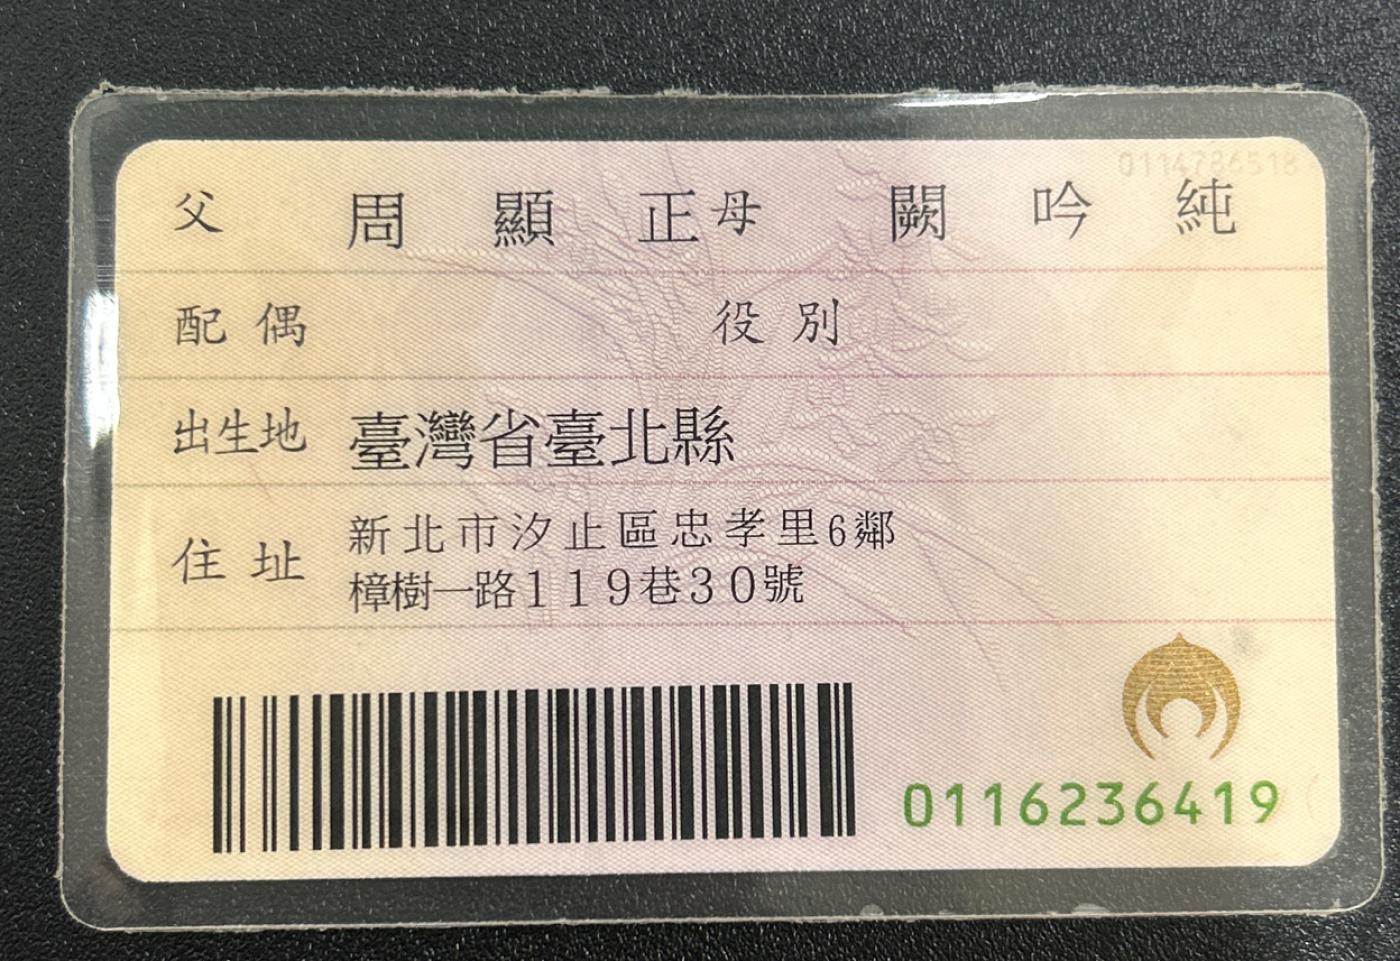 父 周顯正 母 闕吟純
配偶 役別
出生地 臺灣省臺北縣
住址 新北市汐止區忠孝里6鄰
樟樹一路119巷30號
0116236419